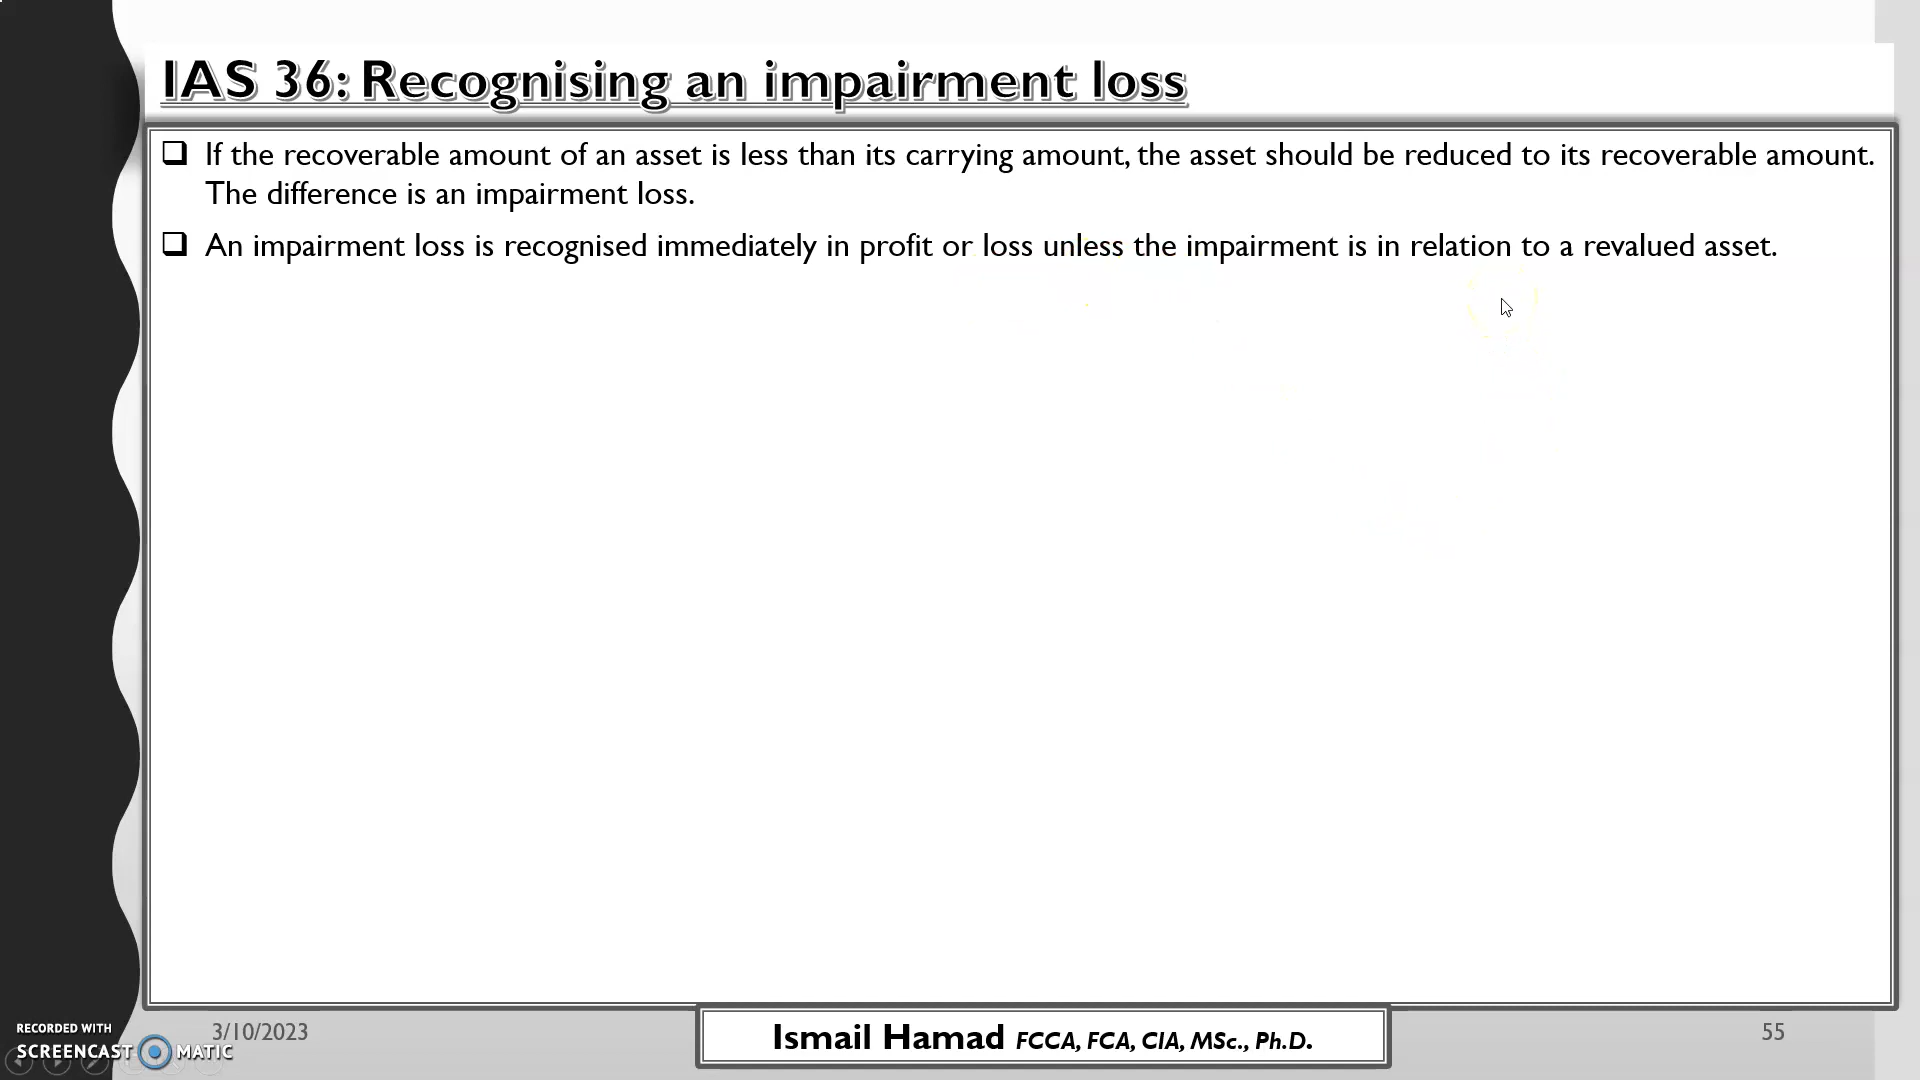 IAS 36: Recognising an impairment loss
❑ If the recoverable amount of an asset is less than its carrying amount, the asset should be reduced to its recoverable amount.
The difference is an impairment loss.
❑ An impairment loss is recognised immediately in profit or loss unless the impairment is in relation to a revalued asset.
3/10/2023
Ismail Hamad FCCA, FCA, CIA, MSc., Ph.D.
55
RECORDED WITH
SCREENCAST MATIC